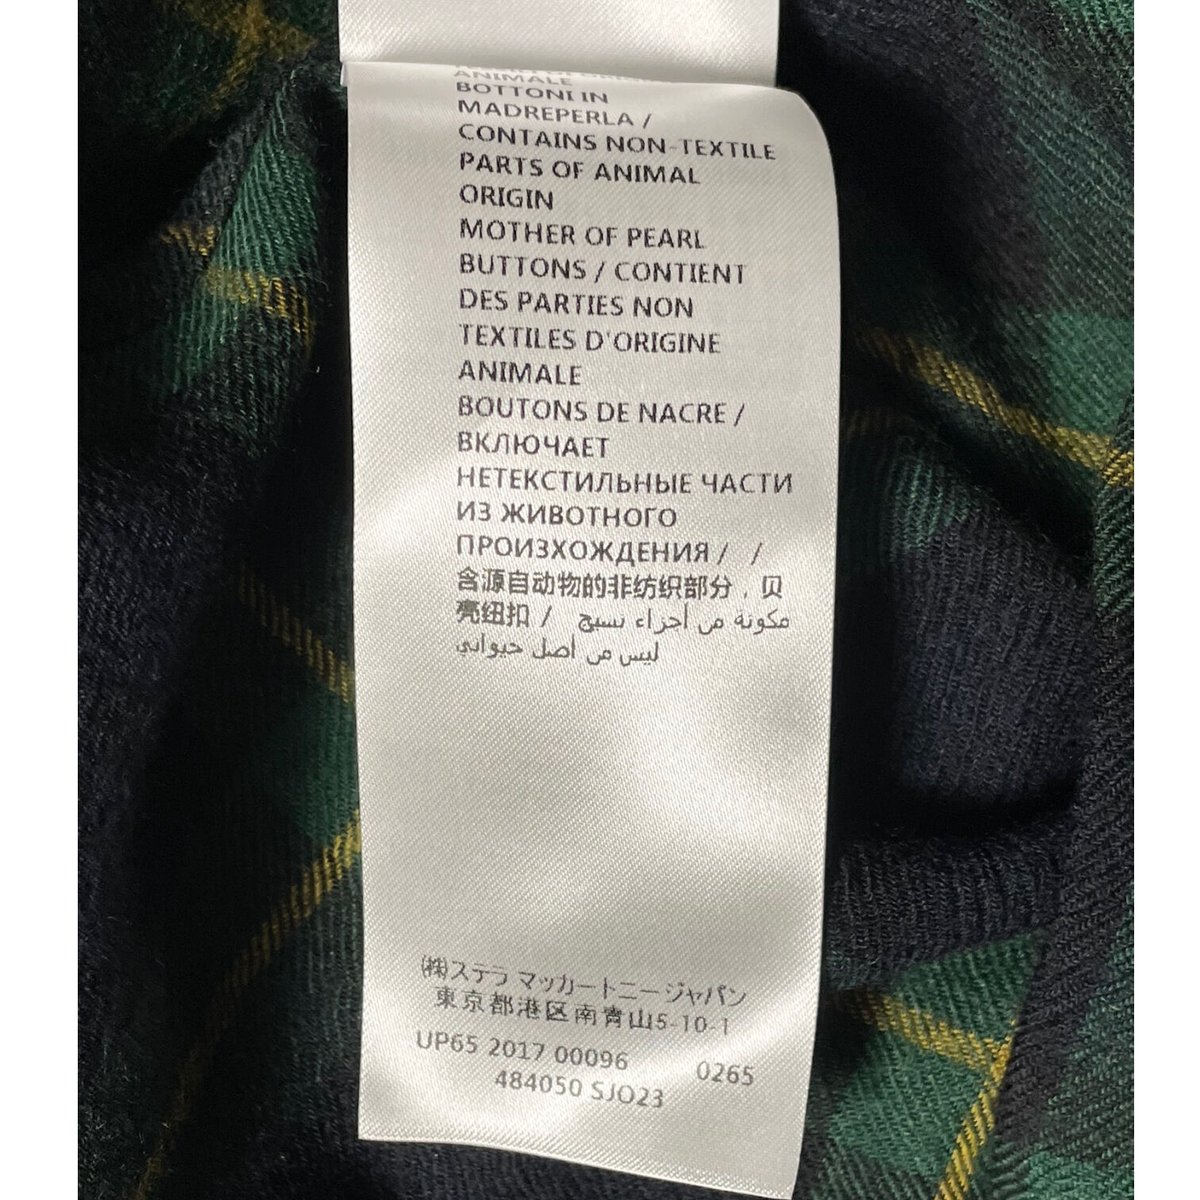 ANIMALE
BOTTONI IN
MADREPERLA /
CONTAINS NON-TEXTILE
PARTS OF ANIMAL
ORIGIN
MOTHER OF PEARL
BUTTONS / CONTIENT
DES PARTIES NON
TEXTILES D'ORIGINE
ANIMALE
BOUTONS DE NACRE /
ВКЛЮЧАЕТ
НЕТЕКСТИЛЬНЫЕ ЧАСТИ
ИЗ ЖИВОТНОГО
ПРОИЗХОЖДЕНИЯ / /
含源自动物的非纺织部分，贝
壳纽扣 / مكونة من أجزاء نسيج
ليس من أصل حيواني
㈱ステラ マッカートニージャパン
東京都港区南青山5-10-1
UP65 2017 00096 0265
484050 SJO23